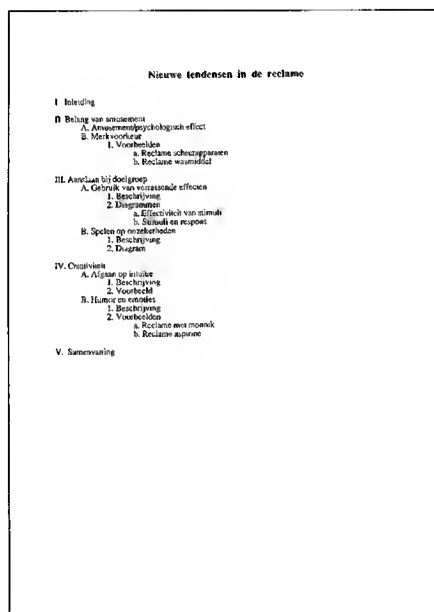 Nieuwe tendensen in de reclame
I Inleiding
II Belang van amusement
A. Amusement/psychologisch effect
B. Merkvoorkeur
1. Voorbeelden
a. Reclame scheerapparaten
b. Reclame wasmiddel
III. Aanslaan bij doelgroep
A. Gebruik van verrassende effecten
1. Beschrijving
2. Diagrammen
a. Effectiviteit van stimuli
b. Stimuli en respons
B. Spelen op onzekerheden
1. Beschrijving
2. Diagram
IV. Creativiteit
A. Afgaan op intuïtie
1. Beschrijving
2. Voorbeeld
B. Humor en emoties
1. Beschrijving
2. Voorbeelden
a. Reclame met monnik
b. Reclame aspirine
V. Samenvatting